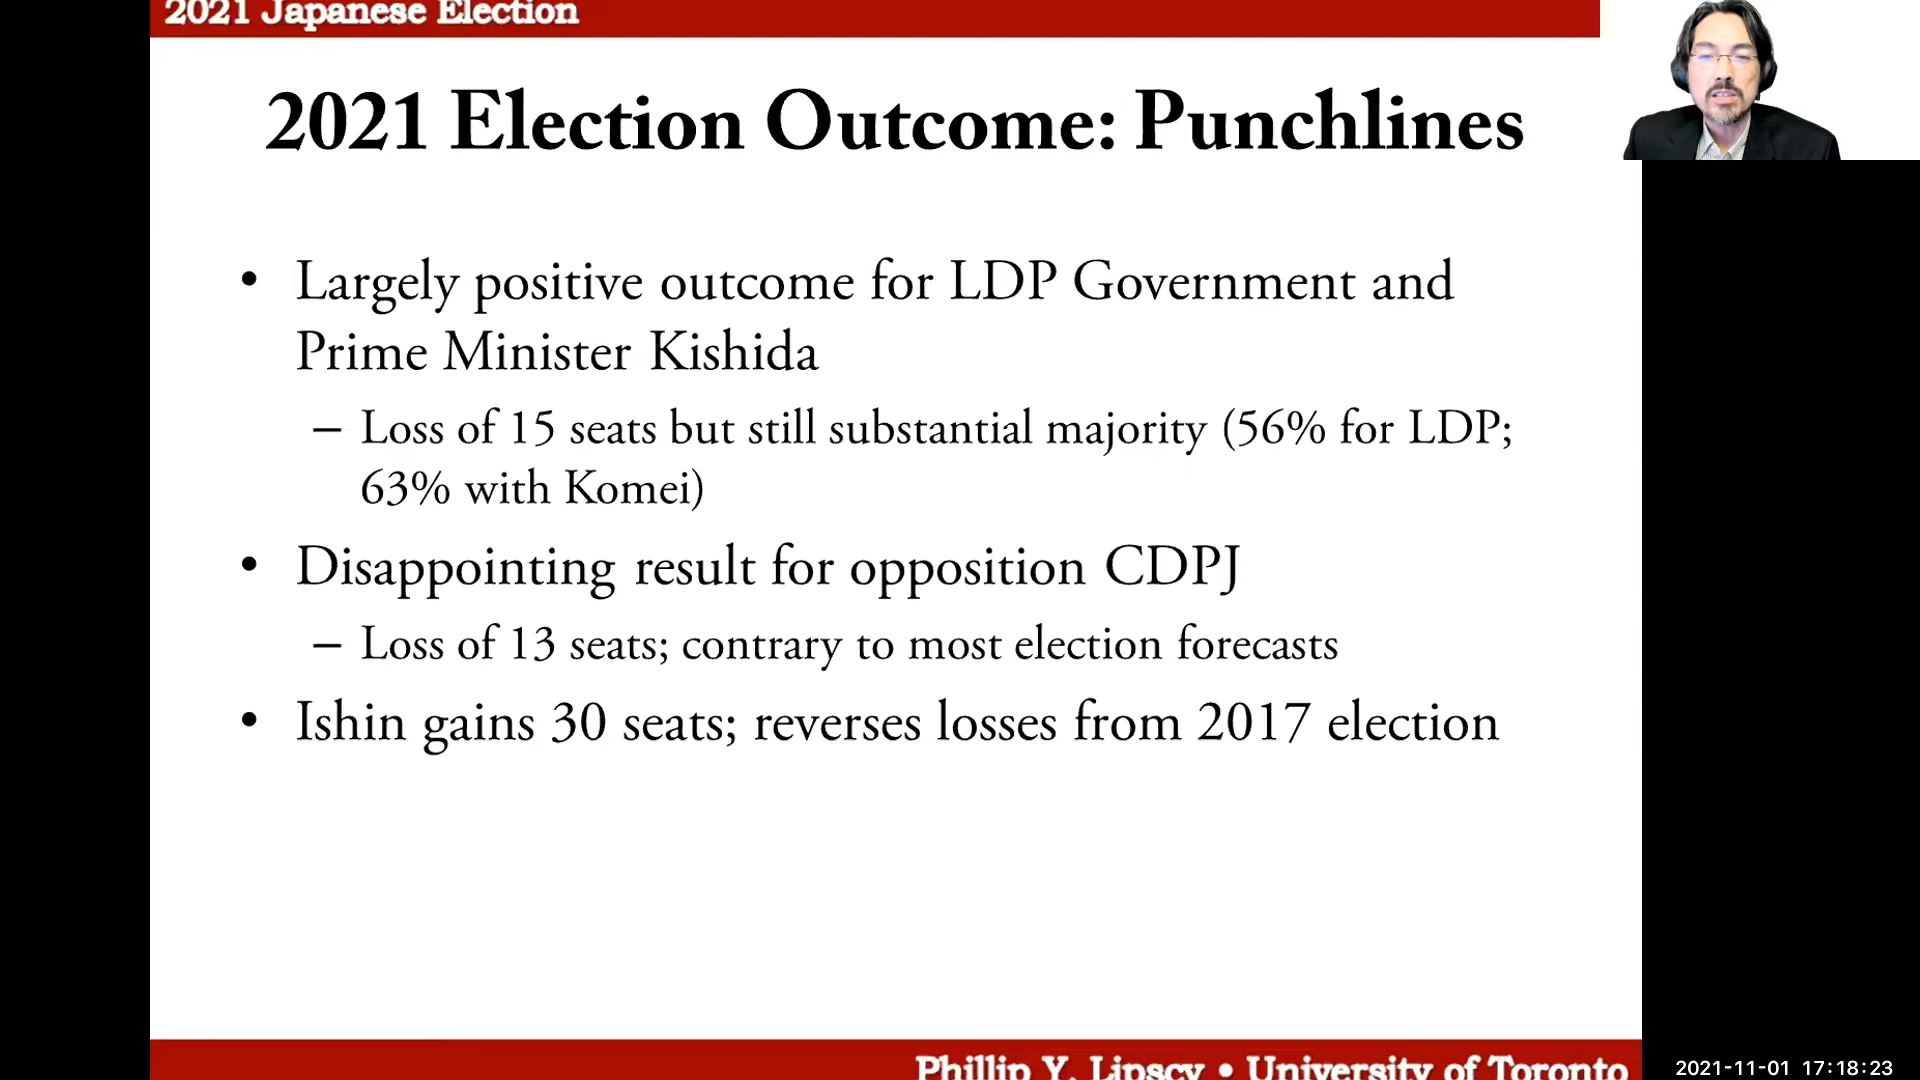 2021 Japanese Election
2021 Election Outcome: Punchlines
• Largely positive outcome for LDP Government and
Prime Minister Kishida
– Loss of 15 seats but still substantial majority (56% for LDP;
63% with Komei)
• Disappointing result for opposition CDPJ
– Loss of 13 seats; contrary to most election forecasts
• Ishin gains 30 seats; reverses losses from 2017 election
Phillip Y. Lipscy • University of Toronto
2021-11-01 17:18:23